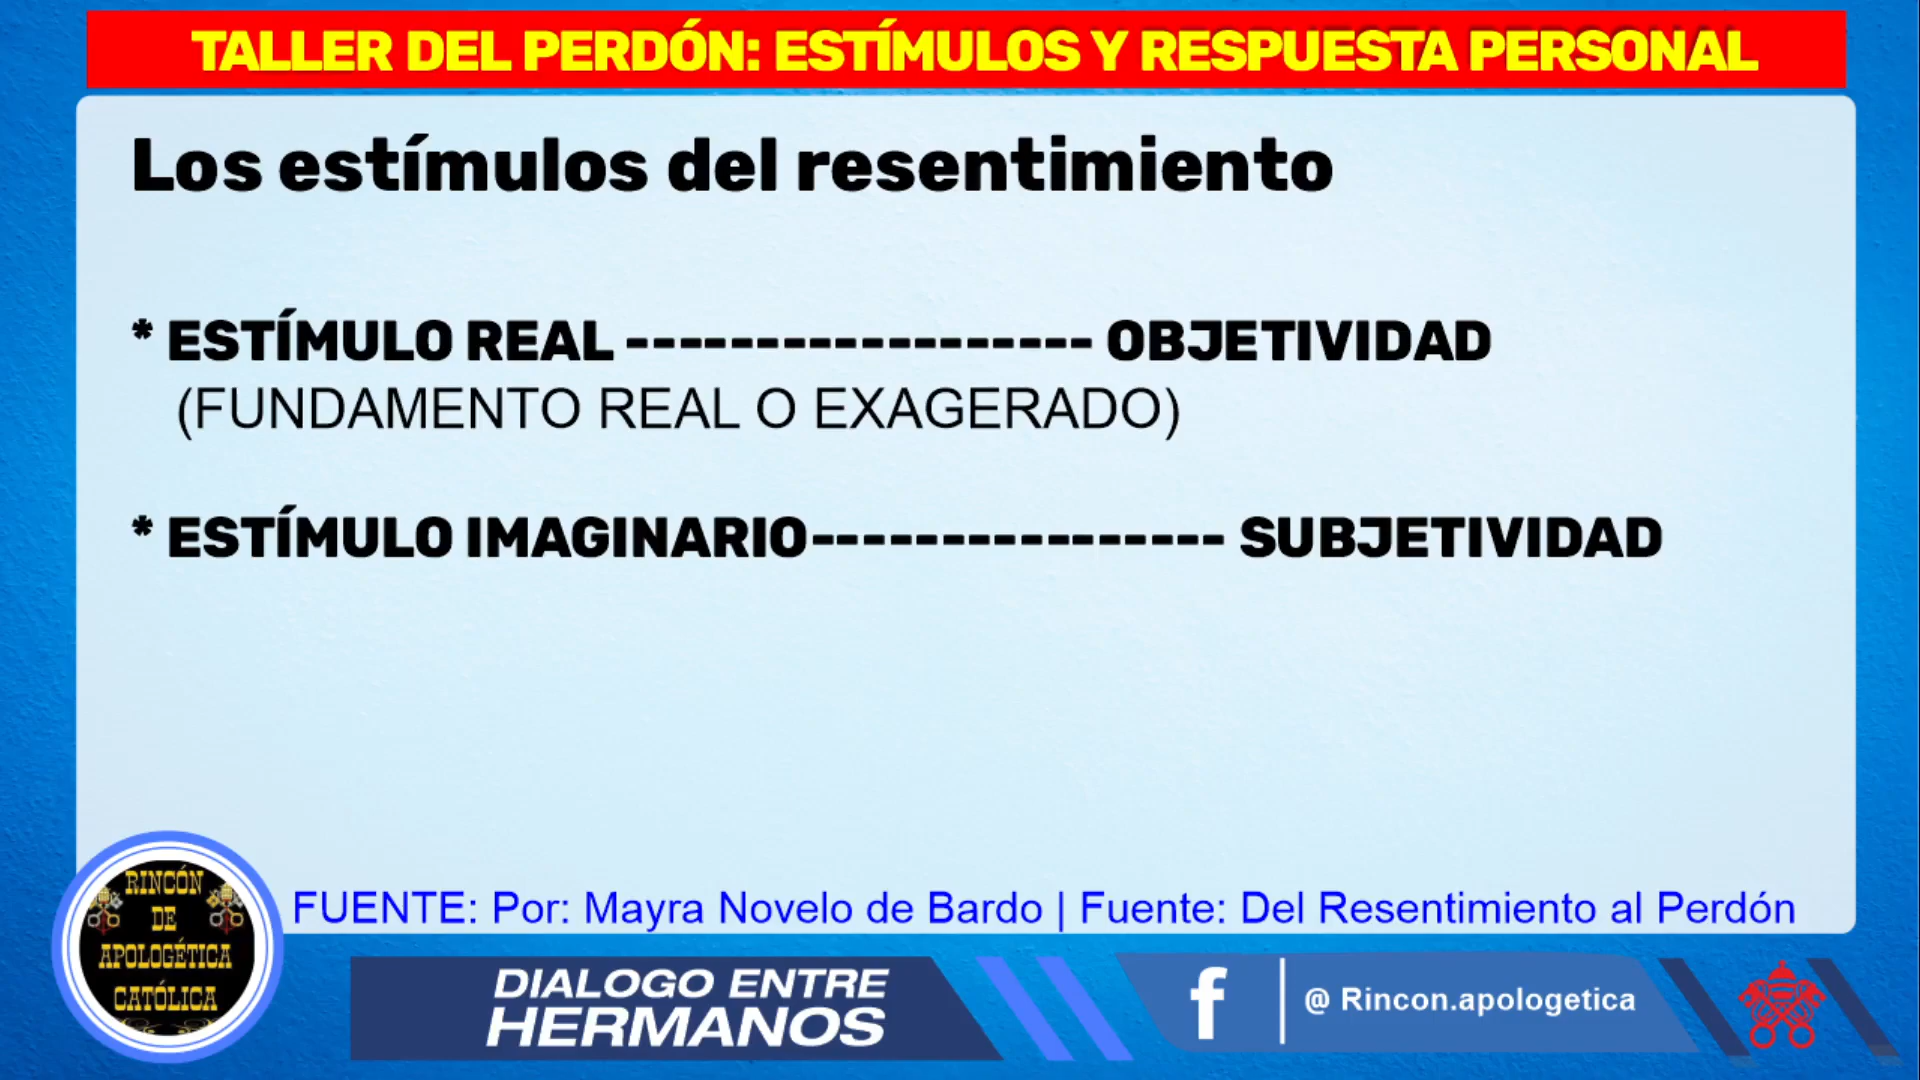 TALLER DEL PERDÓN: ESTÍMULOS Y RESPUESTA PERSONAL
Los estímulos del resentimiento
* ESTÍMULO REAL ------------------ OBJETIVIDAD
(FUNDAMENTO REAL O EXAGERADO)
* ESTÍMULO IMAGINARIO---------------- SUBJETIVIDAD
FUENTE: Por: Mayra Novelo de Bardo | Fuente: Del Resentimiento al Perdón
RINCÓN
DE
APOLOGÉTICA
CATÓLICA
DIALOGO ENTRE
HERMANOS
f
@ Rincon.apologetica